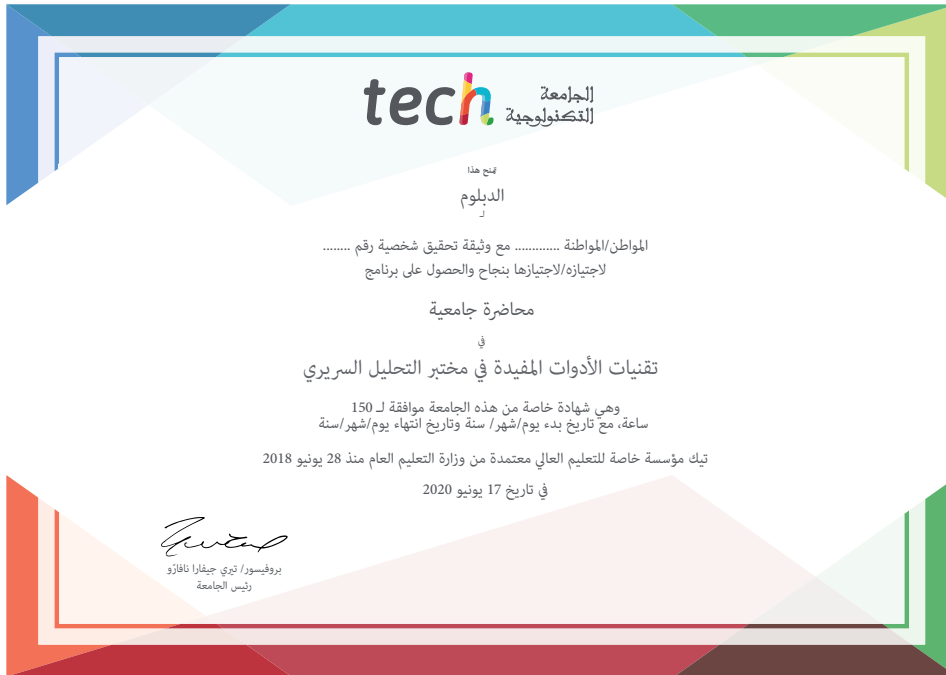 tech الجامعة
التكنولوجية
تمنح هذا
الدبلوم
لـ
المواطن/المواطنة ............. مع وثيقة تحقيق شخصية رقم ........
لاجتيازه/لاجتيازها بنجاح والحصول على برنامج
محاضرة جامعية
في
تقنيات الأدوات المفيدة في مختبر التحليل السريري
وهي شهادة خاصة من هذه الجامعة موافقة لـ 150
ساعة، مع تاريخ بدء يوم/شهر/ سنة وتاريخ انتهاء يوم/شهر/سنة
تيك مؤسسة خاصة للتعليم العالي معتمدة من وزارة التعليم العام منذ 28 يونيو 2018
في تاريخ 17 يونيو 2020
بروفيسور/ تيري جيفارا نافارّو
رئيس الجامعة